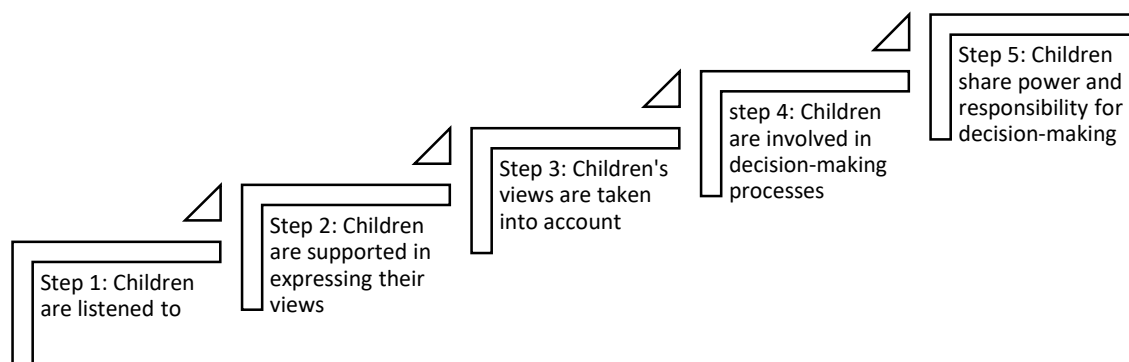 Step 1: Children
are listened to
Step 2: Children
are supported in
expressing their
views
Step 3: Children's
views are taken
into account
step 4: Children
are involved in
decision-making
processes
Step 5: Children
share power and
responsibility for
decision-making